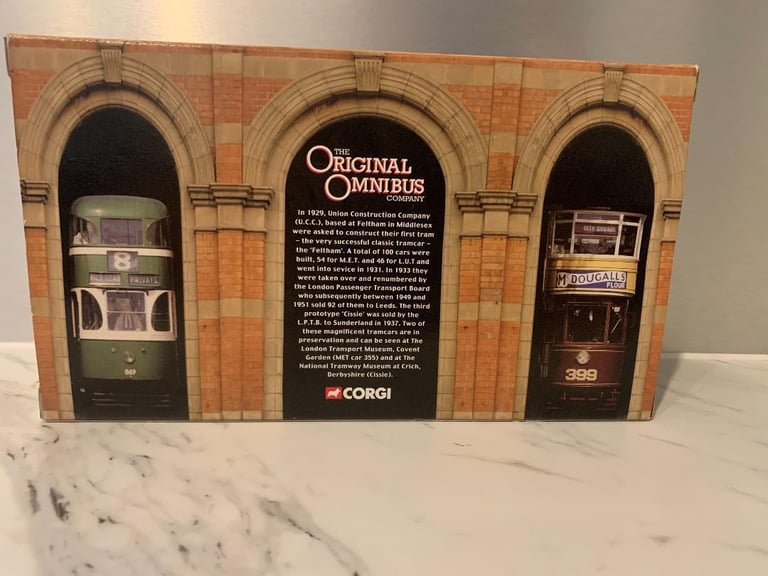 THE
ORIGINAL
OMNIBUS
COMPANY
In 1929, Union Construction Company
(U.C.C.), based at Feltham in Middlesex
were asked to construct their first tram
- the very successful classic tramcar -
the 'Feltham'. A total of 100 cars were
built, 54 for M.E.T. and 46 for L.U.T and
went into sevice in 1931. In 1933 they
were taken over and renumbered by
the London Passenger Transport Board
who subsequently between 1949 and
1951 sold 92 of them to Leeds. The third
prototype 'Cissie' was sold by the
L.P.T.B. to Sunderland in 1937. Two of
these magnificent tramcars are in
preservation and can be seen at The
London Transport Museum, Covent
Garden (MET car 355) and at The
National Tramway Museum at Crich,
Derbyshire (Cissie).
CORGI
8
PRIVATE
869
McDOUGALL'S
FLOUR
399